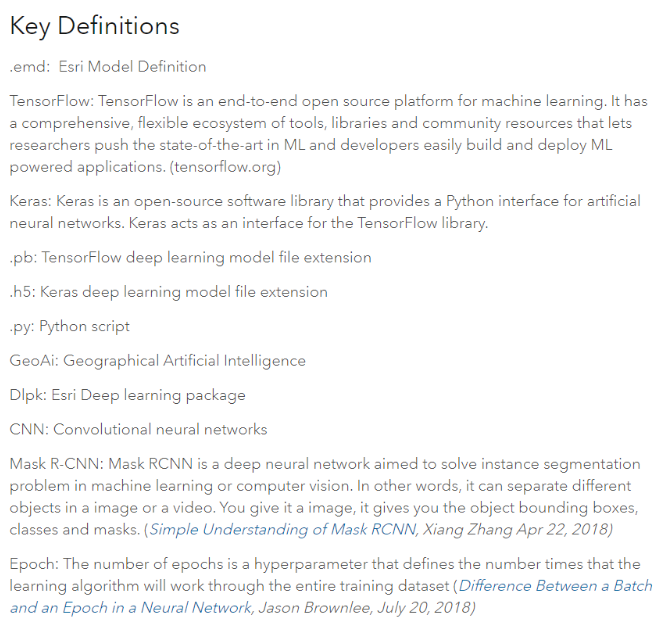 Key Definitions
.emd:  Esri Model Definition
TensorFlow: TensorFlow is an end-to-end open source platform for machine learning. It has
a comprehensive, flexible ecosystem of tools, libraries and community resources that lets
researchers push the state-of-the-art in ML and developers easily build and deploy ML
powered applications. (tensorflow.org)
Keras: Keras is an open-source software library that provides a Python interface for artificial
neural networks. Keras acts as an interface for the TensorFlow library.
.pb: TensorFlow deep learning model file extension
.h5: Keras deep learning model file extension
.py: Python script
GeoAi: Geographical Artificial Intelligence
Dlpk: Esri Deep learning package
CNN: Convolutional neural networks
Mask R-CNN: Mask RCNN is a deep neural network aimed to solve instance segmentation
problem in machine learning or computer vision. In other words, it can separate different
objects in a image or a video. You give it a image, it gives you the object bounding boxes,
classes and masks. (Simple Understanding of Mask RCNN, Xiang Zhang Apr 22, 2018)
Epoch: The number of epochs is a hyperparameter that defines the number times that the
learning algorithm will work through the entire training dataset (Difference Between a Batch
and an Epoch in a Neural Network, Jason Brownlee, July 20, 2018)